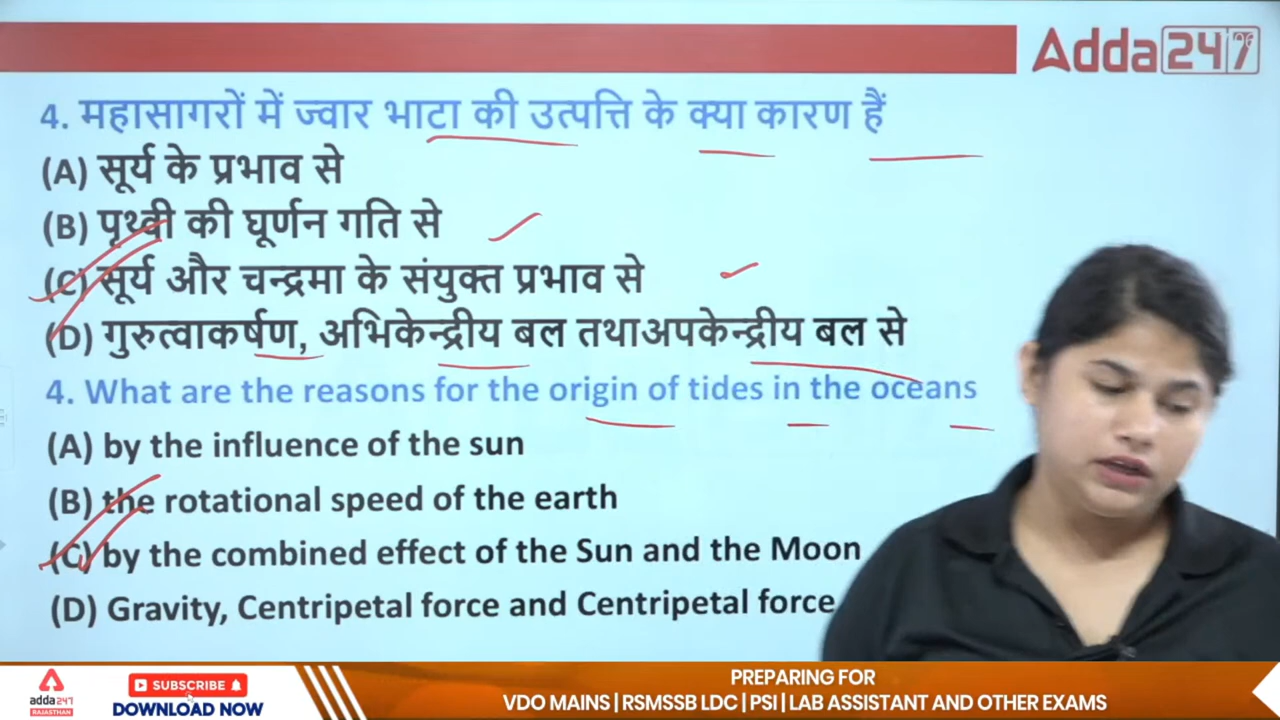 Adda247
4. महासागरों में ज्वार भाटा की उत्पत्ति के क्या कारण हैं
(A) सूर्य के प्रभाव से
(B) पृथ्वी की घूर्णन गति से
(C) सूर्य और चन्द्रमा के संयुक्त प्रभाव से
(D) गुरुत्वाकर्षण, अभिकेन्द्रीय बल तथाअपकेन्द्रीय बल से
4. What are the reasons for the origin of tides in the oceans
(A) by the influence of the sun
(B) the rotational speed of the earth
(C) by the combined effect of the Sun and the Moon
(D) Gravity, Centripetal force and Centripetal force
adda247
RAJASTHAN
SUBSCRIBE
DOWNLOAD NOW
PREPARING FOR
VDO MAINS | RSMSSB LDC | PSI | LAB ASSISTANT AND OTHER EXAMS